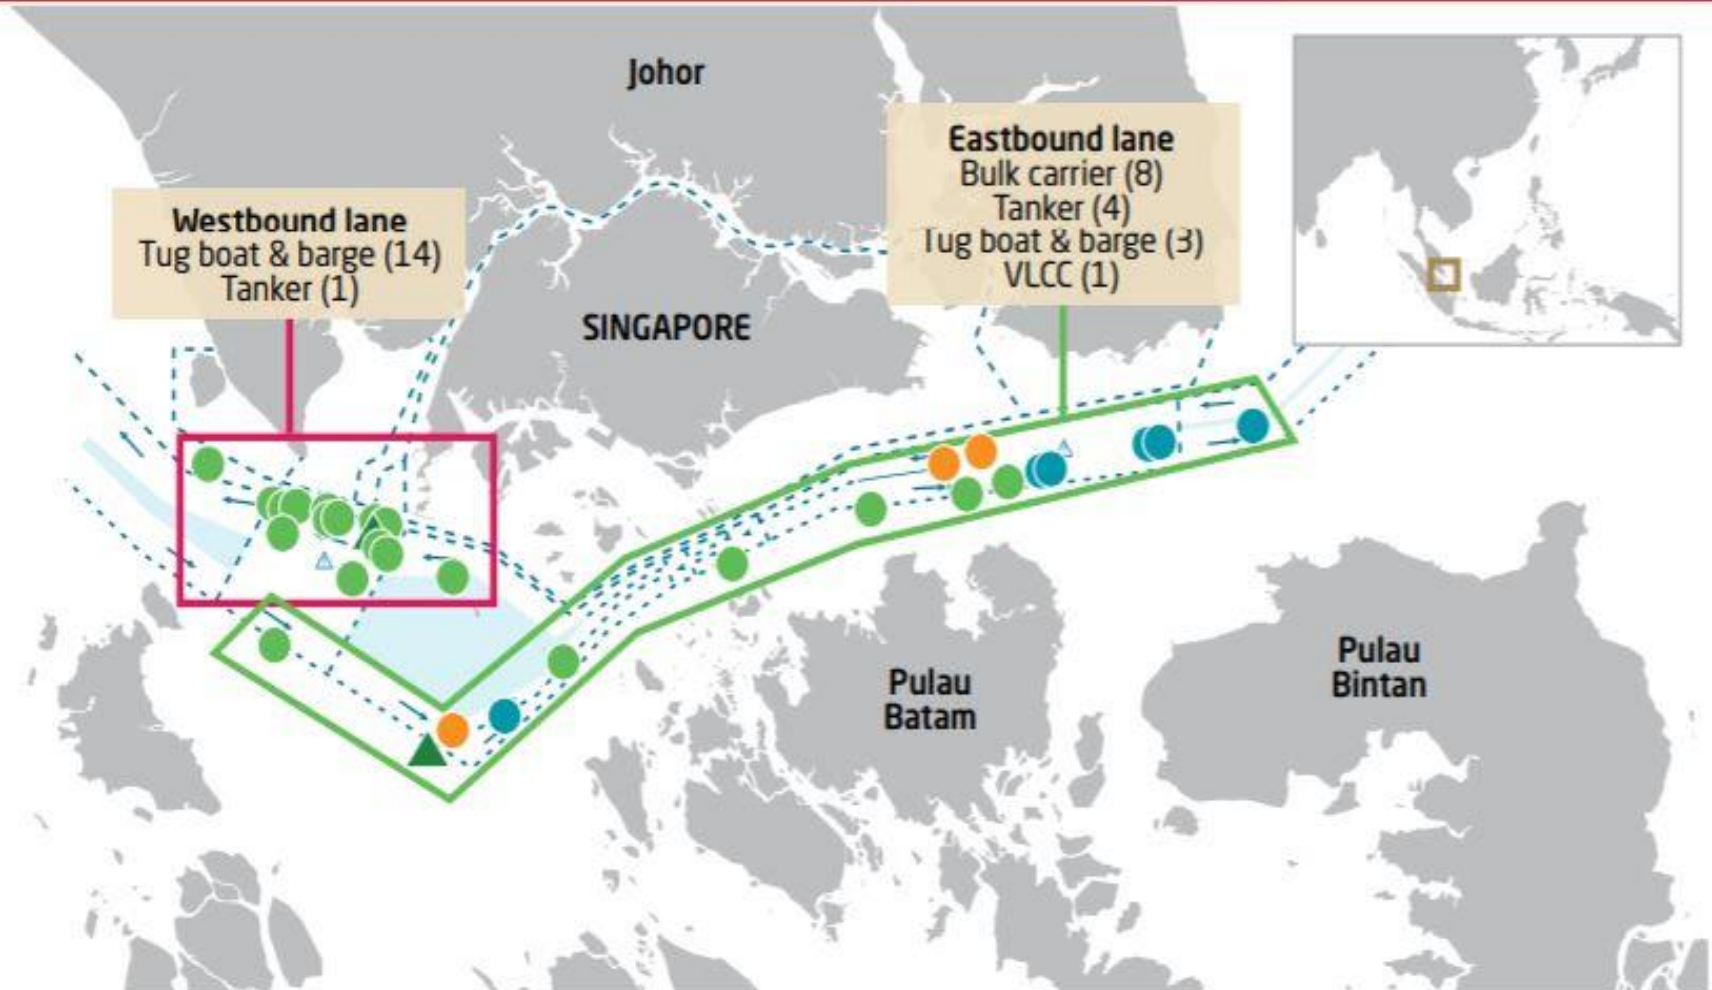 Johor
Eastbound lane
Bulk carrier (8)
Tanker (4)
Tug boat & barge (3)
VLCC (1)
Westbound lane
Tug boat & barge (14)
Tanker (1)
SINGAPORE
Pulau
Batam
Pulau
Bintan